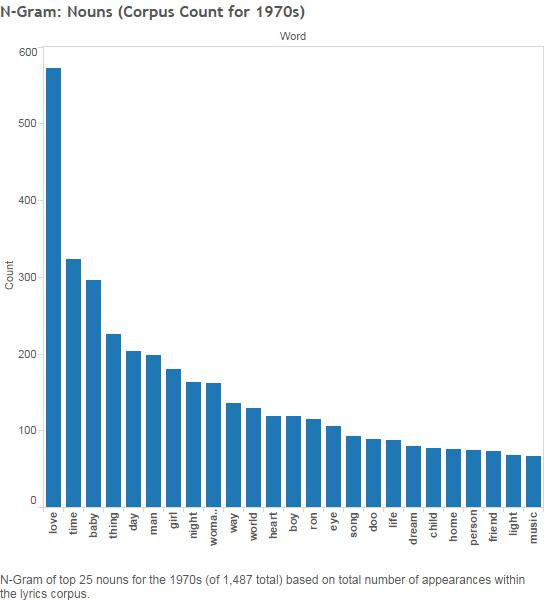 N-Gram: Nouns (Corpus Count for 1970s)
Word
600
500
400
300
200
100
0
Count
love
time
baby
thing
day
man
girl
night
woma..
way
world
heart
boy
ron
eye
song
doo
life
dream
child
home
person
friend
light
music
N-Gram of top 25 nouns for the 1970s (of 1,487 total) based on total number of appearances within
the lyrics corpus.